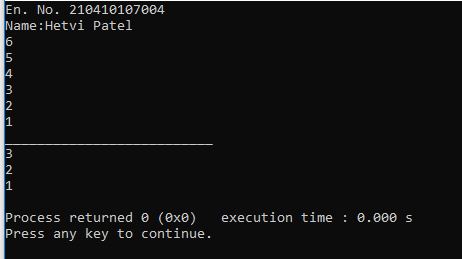 En. No. 210410107004
Name:Hetvi Patel
6
5
4
3
2
1
__________________________
3
2
1
Process returned 0 (0x0)   execution time : 0.000 s
Press any key to continue.